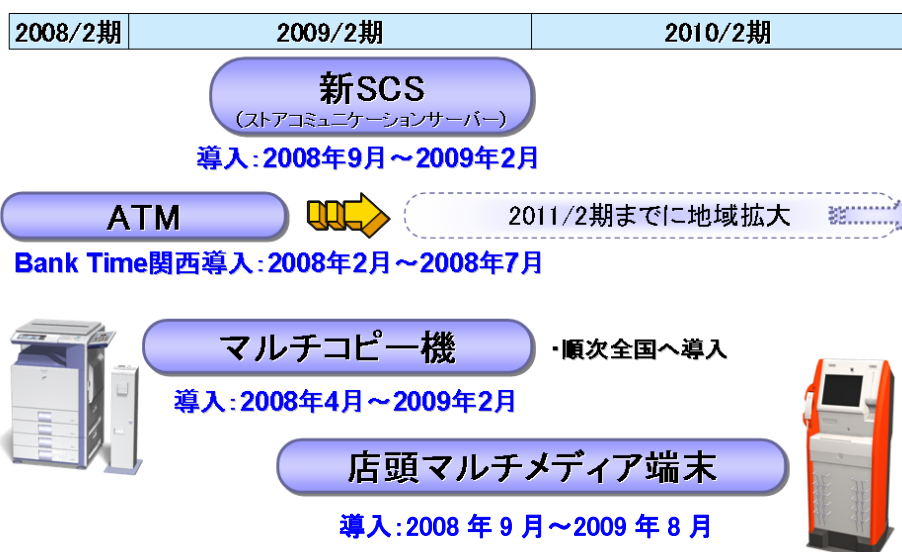 2008/2期 2009/2期 2010/2期
新SCS
（ストアコミュニケーションサーバー）
導入：2008年9月～2009年2月
ATM
2011/2期までに地域拡大
Bank Time関西導入：2008年2月～2008年7月
マルチコピー機
・順次全国へ導入
導入：2008年4月～2009年2月
店頭マルチメディア端末
導入：2008 年 9 月～2009 年 8 月